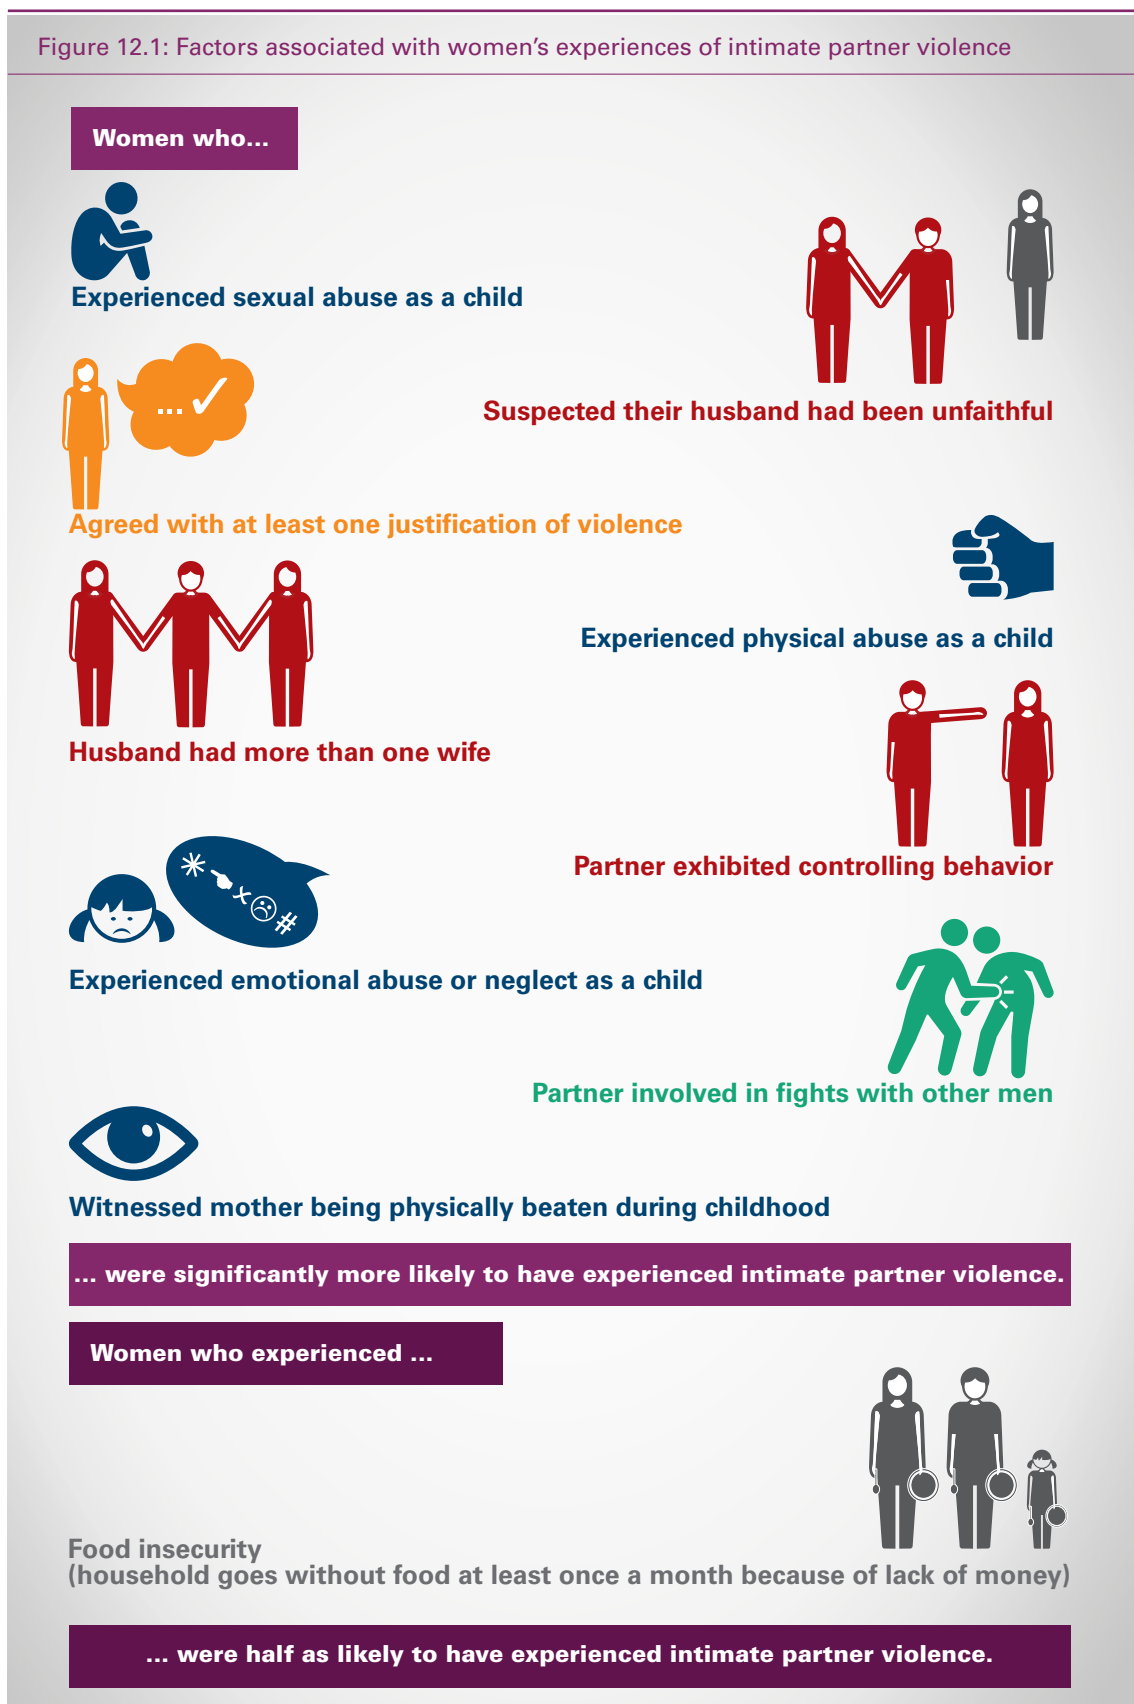 Figure 12.1: Factors associated with women’s experiences of intimate partner violence
Women who...
Experienced sexual abuse as a child
Suspected their husband had been unfaithful
...
Agreed with at least one justification of violence
Experienced physical abuse as a child
Husband had more than one wife
Partner exhibited controlling behavior
Experienced emotional abuse or neglect as a child
Partner involved in fights with other men
Witnessed mother being physically beaten during childhood
... were significantly more likely to have experienced intimate partner violence.
Women who experienced ...
Food insecurity
(household goes without food at least once a month because of lack of money)
... were half as likely to have experienced intimate partner violence.